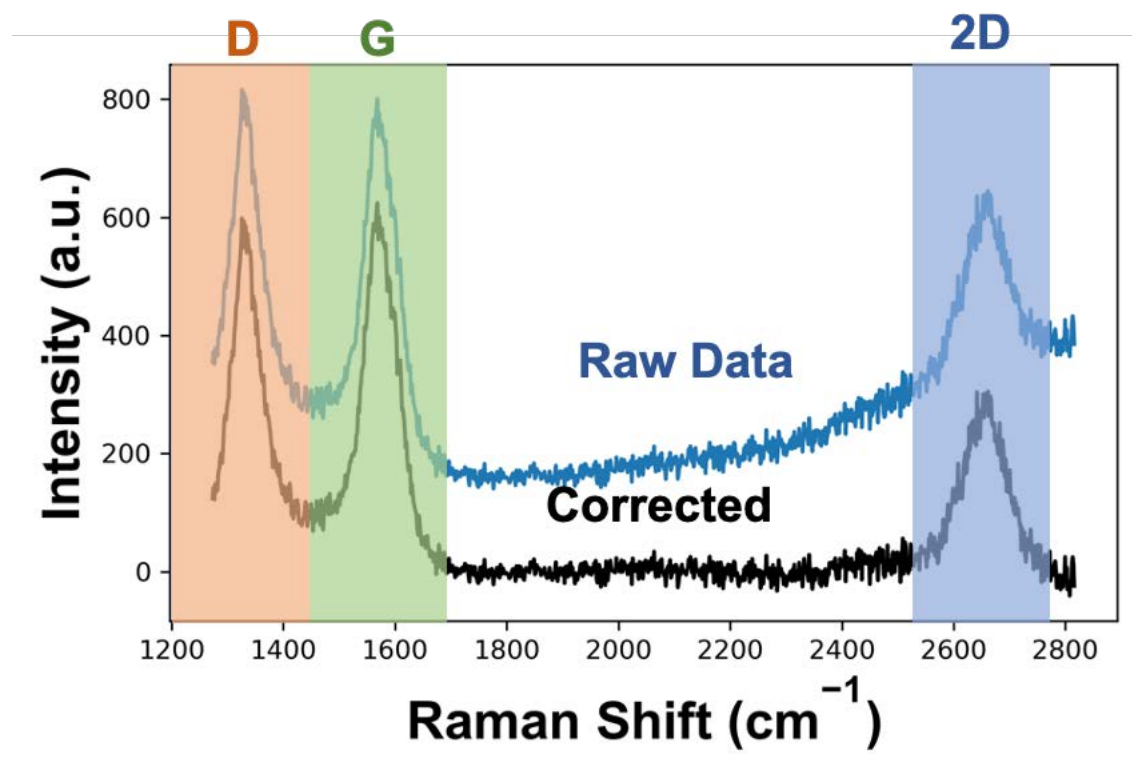 D G 2D
800
600
400
200
0
Intensity (a.u.)
Raw Data
Corrected
1200 1400 1600 1800 2000 2200 2400 2600 2800
Raman Shift (cm−1)